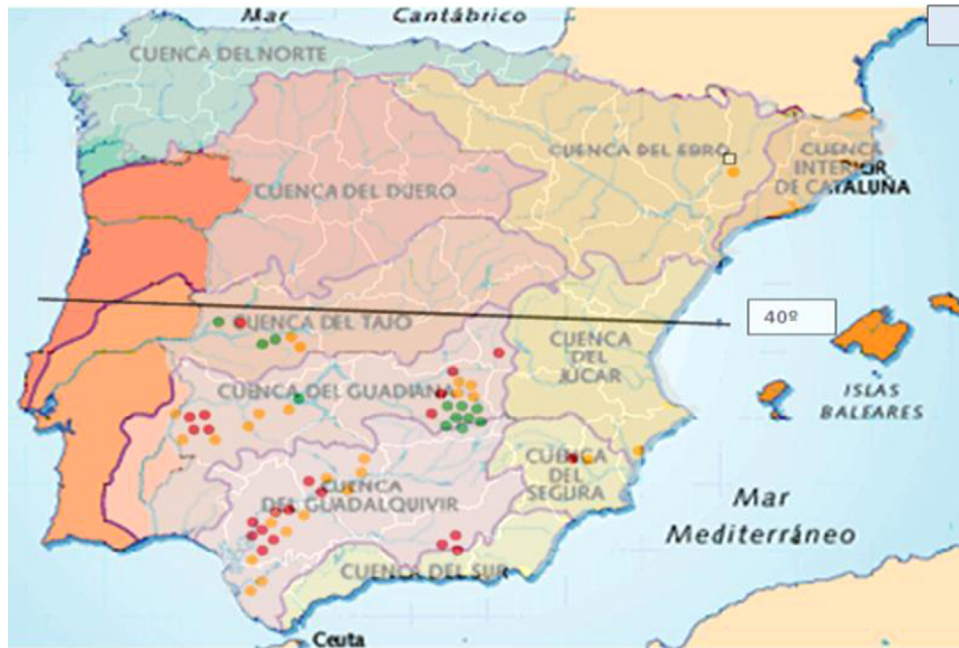 Mar Cantábrico
CUENCA DEL NORTE
CUENCA DEL EBRO
CUENCA
INTERIOR
DE CATALUÑA
CUENCA DEL DUERO
40º
CUENCA DEL TAJO
CUENCA
DEL
JUCAR
ISLAS
BALEARES
CUENCA DEL GUADIANA
CUENCA
DEL
SEGURA
CUENCA
DEL GUADALQUIVIR
Mar
Mediterráneo
CUENCA DEL SUR
Ceuta